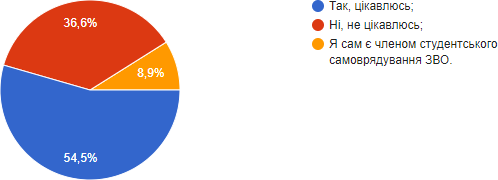 36,6%
8,9%
54,5%
Так, цікавлюсь;
Ні, не цікавлюсь;
Я сам є членом студентського
самоврядування ЗВО.